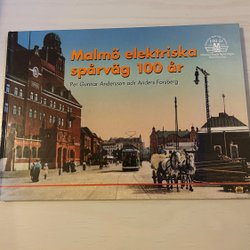 Malmö elektriska
spårväg 100 år
Per Gunnar Andersson och Anders Forsberg